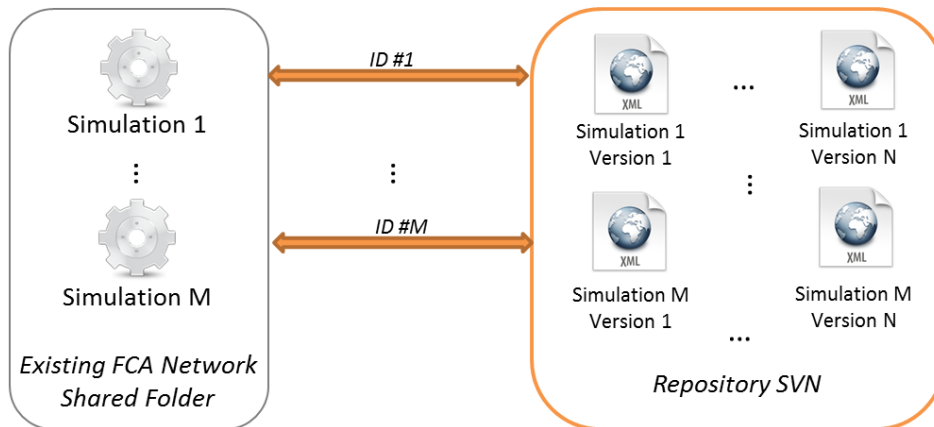 Simulation 1
⋮
Simulation M
Existing FCA Network
Shared Folder
ID #1
⋮
ID #M
XML
Simulation 1
Version 1
...
XML
Simulation 1
Version N
⋮
XML
Simulation M
Version 1
XML
Simulation M
Version N
...
Repository SVN